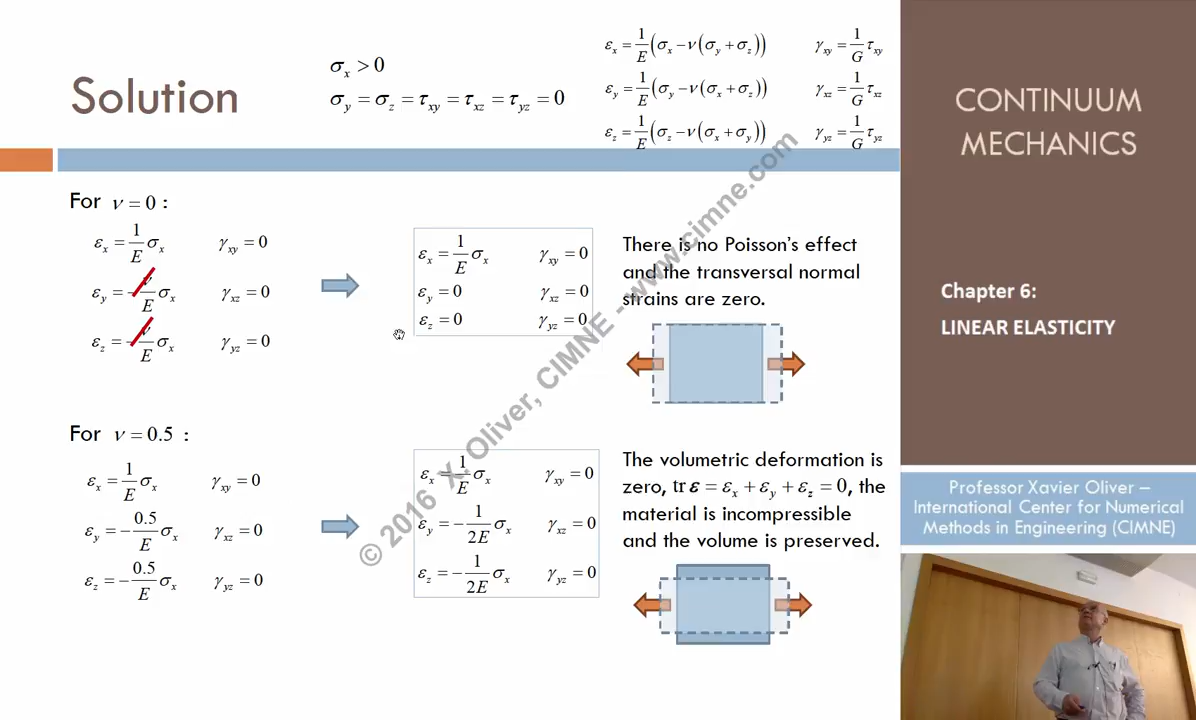 Solution
σx > 0
σy = σz = τxy = τxz = τyz = 0
εx = 1/E (σx − ν(σy + σz))   γxy = 1/G τxy
εy = 1/E (σy − ν(σx + σz))   γxz = 1/G τxz
εz = 1/E (σz − ν(σx + σy))   γyz = 1/G τyz
For ν = 0 :
εx = 1/E σx   γxy = 0
εy = −ν/E σx   γxz = 0
εz = −ν/E σx   γyz = 0
εx = 1/E σx   γxy = 0
εy = 0   γxz = 0
εz = 0   γyz = 0
There is no Poisson's effect
and the transversal normal
strains are zero.
For ν = 0.5 :
εx = 1/E σx   γxy = 0
εy = −0.5/E σx   γxz = 0
εz = −0.5/E σx   γyz = 0
εx = 1/E σx   γxy = 0
εy = −1/2E σx   γxz = 0
εz = −1/2E σx   γyz = 0
The volumetric deformation is
zero, tr ε = εx + εy + εz = 0, the
material is incompressible
and the volume is preserved.
© 2016 X. Oliver, CIMNE - www.cimne.com
CONTINUUM
MECHANICS
Chapter 6:
LINEAR ELASTICITY
Professor Xavier Oliver –
International Center for Numerical
Methods in Engineering (CIMNE)